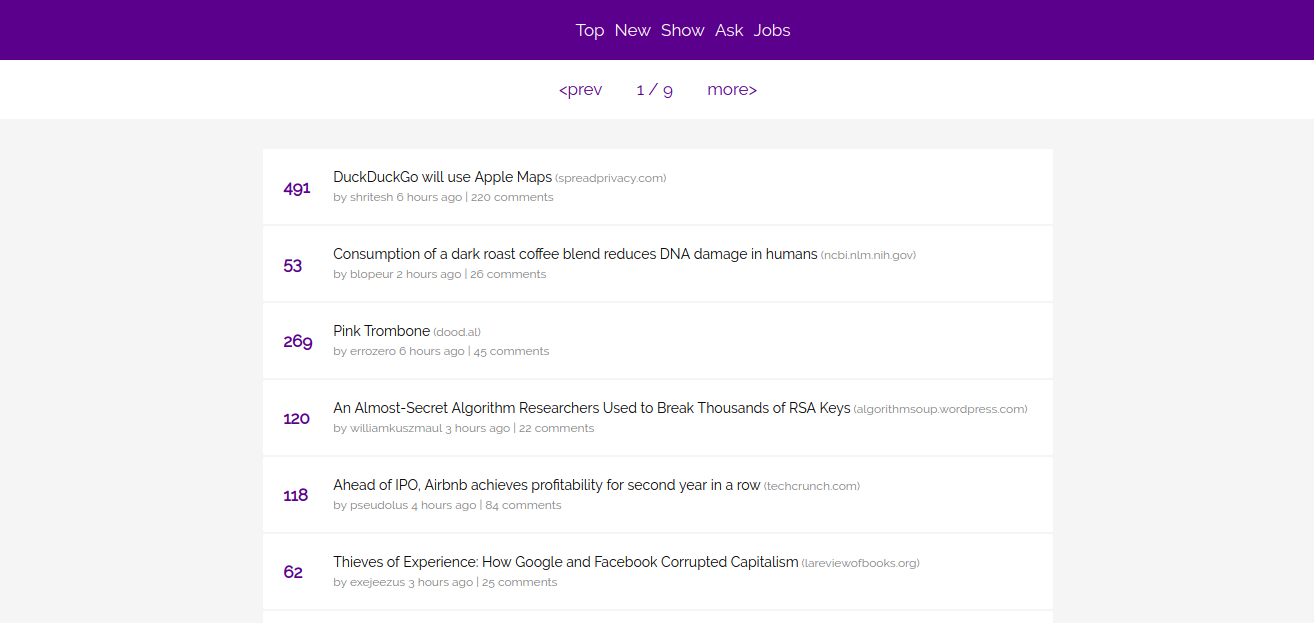 Top New Show Ask Jobs
<prev 1 / 9 more>
491
DuckDuckGo will use Apple Maps (spreadprivacy.com)
by shritesh 6 hours ago | 220 comments
53
Consumption of a dark roast coffee blend reduces DNA damage in humans (ncbi.nlm.nih.gov)
by blopeur 2 hours ago | 26 comments
269
Pink Trombone (dood.al)
by errozero 6 hours ago | 45 comments
120
An Almost-Secret Algorithm Researchers Used to Break Thousands of RSA Keys (algorithmsoup.wordpress.com)
by williamkuszmaul 3 hours ago | 22 comments
118
Ahead of IPO, Airbnb achieves profitability for second year in a row (techcrunch.com)
by pseudolus 4 hours ago | 84 comments
62
Thieves of Experience: How Google and Facebook Corrupted Capitalism (lareviewofbooks.org)
by exejeezus 3 hours ago | 25 comments